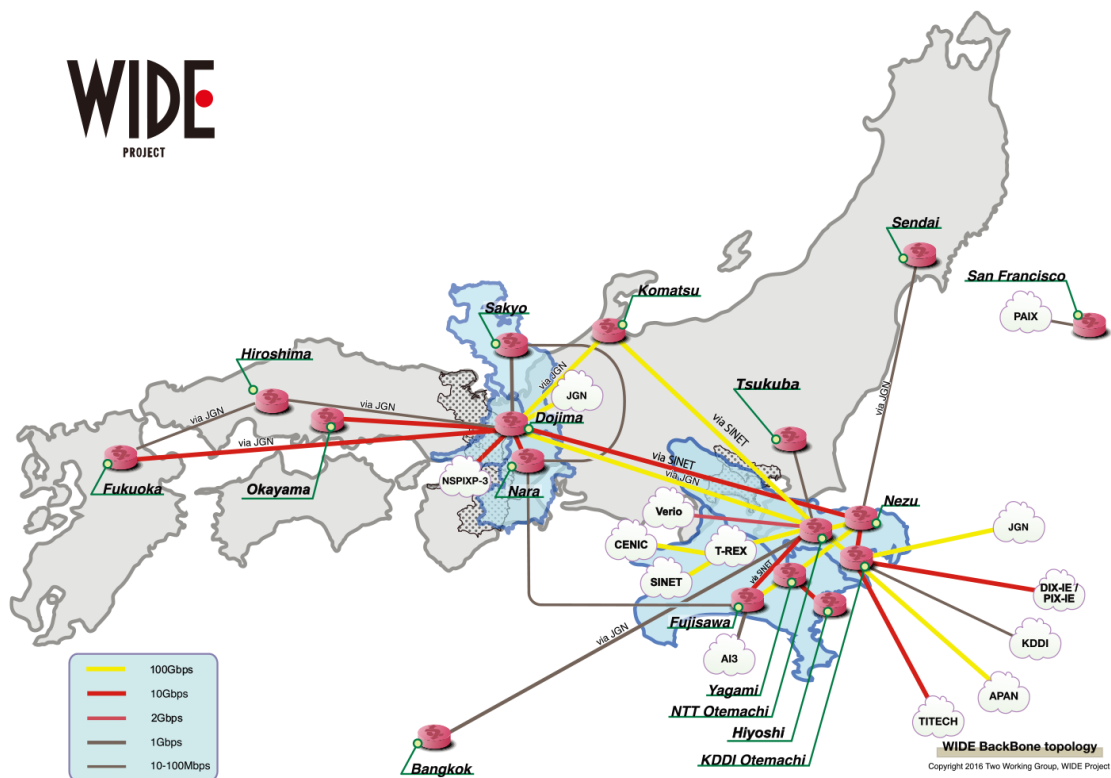 WIDE
PROJECT
Sendai
San Francisco
PAIX
Komatsu
Sakyo
Hiroshima
via JGN
JGN
Tsukuba
via JGN
via JGN
via JGN
Dojima
via SINET
via JGN
via SINET
via JGN
Fukuoka
Okayama
NSPIXP-3
Nara
Nezu
Verio
CENIC
T-REX
JGN
SINET
via SINET
DIX-IE /
PIX-IE
Fujisawa
via JGN
KDDI
AI3
100Gbps
10Gbps
2Gbps
1Gbps
10-100Mbps
Yagami
APAN
NTT Otemachi
TITECH
Hiyoshi
KDDI Otemachi
Bangkok
WIDE BackBone topology
Copyright 2016 Two Working Group, WIDE Project